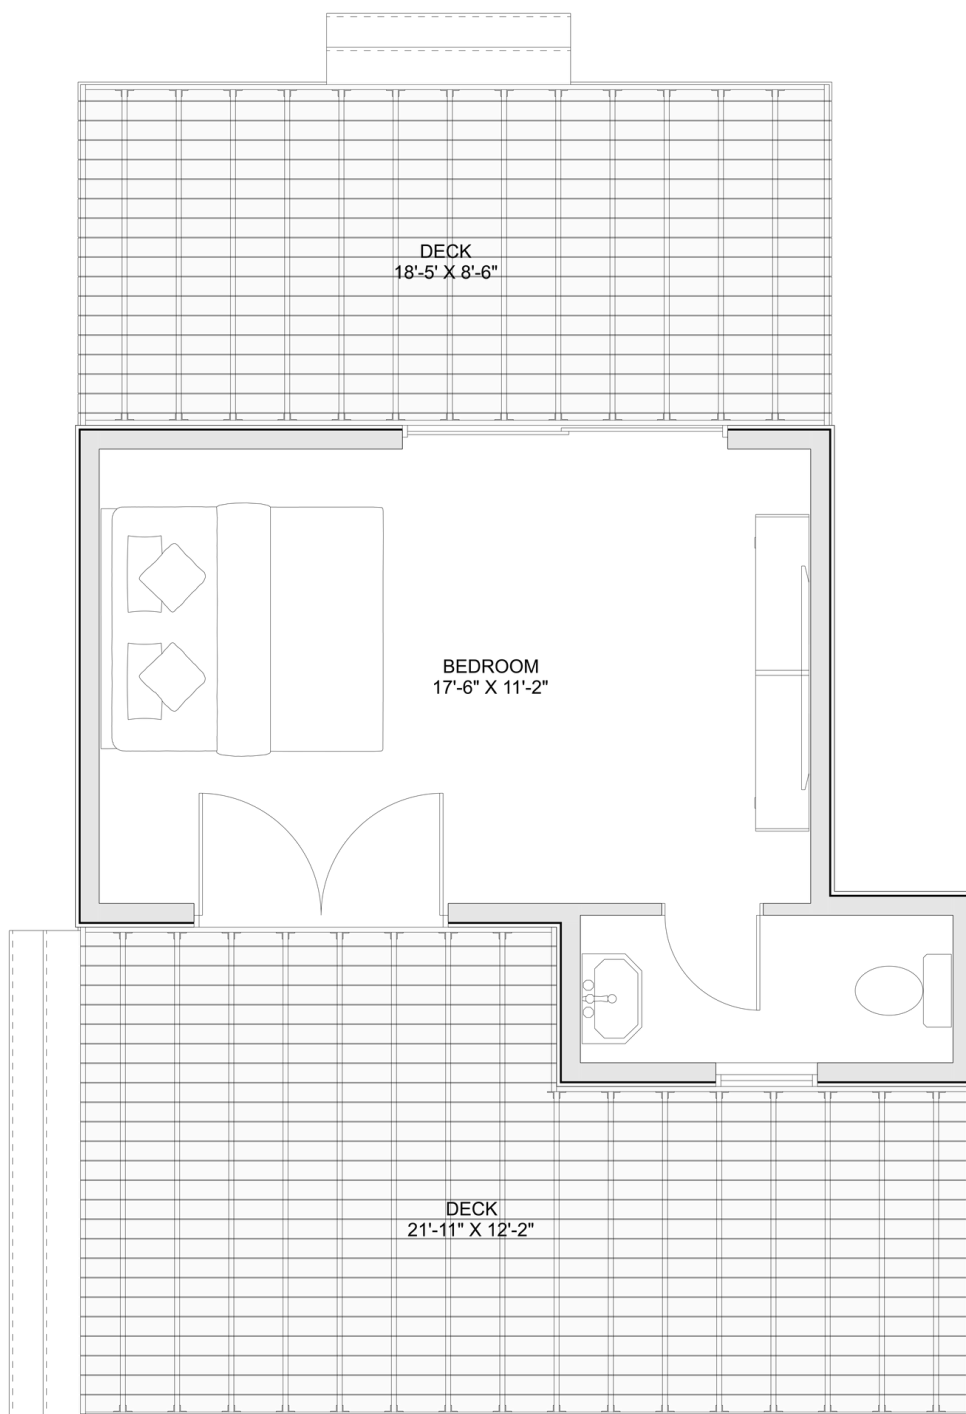 DECK
18'-5' X 8'-6"
BEDROOM
17'-6" X 11'-2"
DECK
21'-11" X 12'-2"